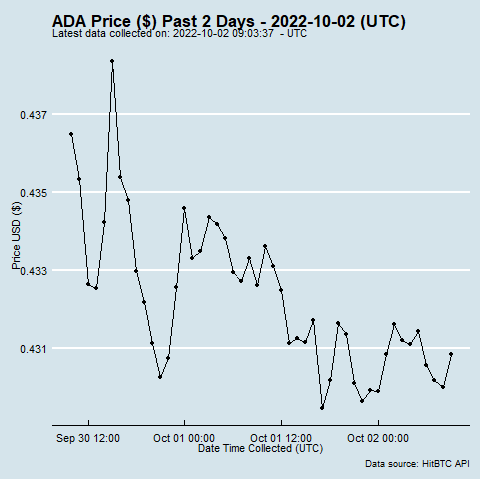 ADA Price ($) Past 2 Days - 2022-10-02 (UTC)
Latest data collected on: 2022-10-02 09:03:37  - UTC
0.437
0.435
0.433
0.431
Price USD ($)
Sep 30 12:00
Oct 01 00:00
Oct 01 12:00
Oct 02 00:00
Date Time Collected (UTC)
Data source: HitBTC API